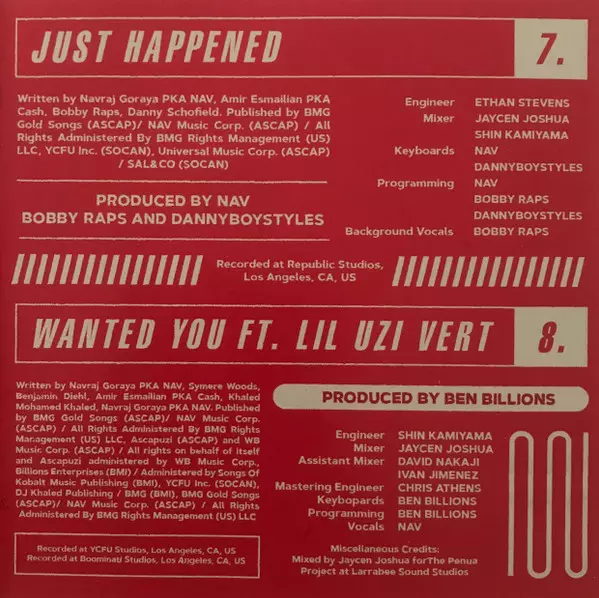 JUST HAPPENED 7.
Written by Navraj Goraya PKA NAV, Amir Esmailian PKA
Cash, Bobby Raps, Danny Schofield. Published by BMG
Gold Songs (ASCAP)/ NAV Music Corp. (ASCAP) / All
Rights Administered By BMG Rights Management (US)
LLC, YCFU Inc. (SOCAN), Universal Music Corp. (ASCAP)
/ SAL&CO (SOCAN)
PRODUCED BY NAV
BOBBY RAPS AND DANNYBOYSTYLES
Engineer ETHAN STEVENS
Mixer JAYCEN JOSHUA
SHIN KAMIYAMA
Keyboards NAV
DANNYBOYSTYLES
Programming NAV
BOBBY RAPS
DANNYBOYSTYLES
Background Vocals BOBBY RAPS
Recorded at Republic Studios,
Los Angeles, CA, US
WANTED YOU FT. LIL UZI VERT 8.
Written by Navraj Goraya PKA NAV, Symere Woods,
Benjamin Diehl, Amir Esmailian PKA Cash, Khaled
Mohamed Khaled, Navraj Goraya PKA NAV. Published
by BMG Gold Songs (ASCAP)/ NAV Music Corp.
(ASCAP) / All Rights Administered By BMG Rights
Management (US) LLC, Ascapuzi (ASCAP) and WB
Music Corp. (ASCAP) / All rights on behalf of itself
and Ascapuzi administered by WB Music Corp.,
Billions Enterprises (BMI) / Administered by Songs Of
Kobalt Music Publishing (BMI), YCFU Inc. (SOCAN),
DJ Khaled Publishing / BMG (BMI), BMG Gold Songs
(ASCAP)/ NAV Music Corp. (ASCAP) / All Rights
Administered By BMG Rights Management (US) LLC
Recorded at YCFU Studios, Los Angeles, CA, US
Recorded at Boominati Studios, Los Angeles, CA, US
PRODUCED BY BEN BILLIONS
Engineer SHIN KAMIYAMA
Mixer JAYCEN JOSHUA
Assistant Mixer DAVID NAKAJI
IVAN JIMENEZ
Mastering Engineer CHRIS ATHENS
Keybopards BEN BILLIONS
Programming BEN BILLIONS
Vocals NAV
Miscellaneous Credits:
Mixed by Jaycen Joshua forThe Penua
Project at Larrabee Sound Studios